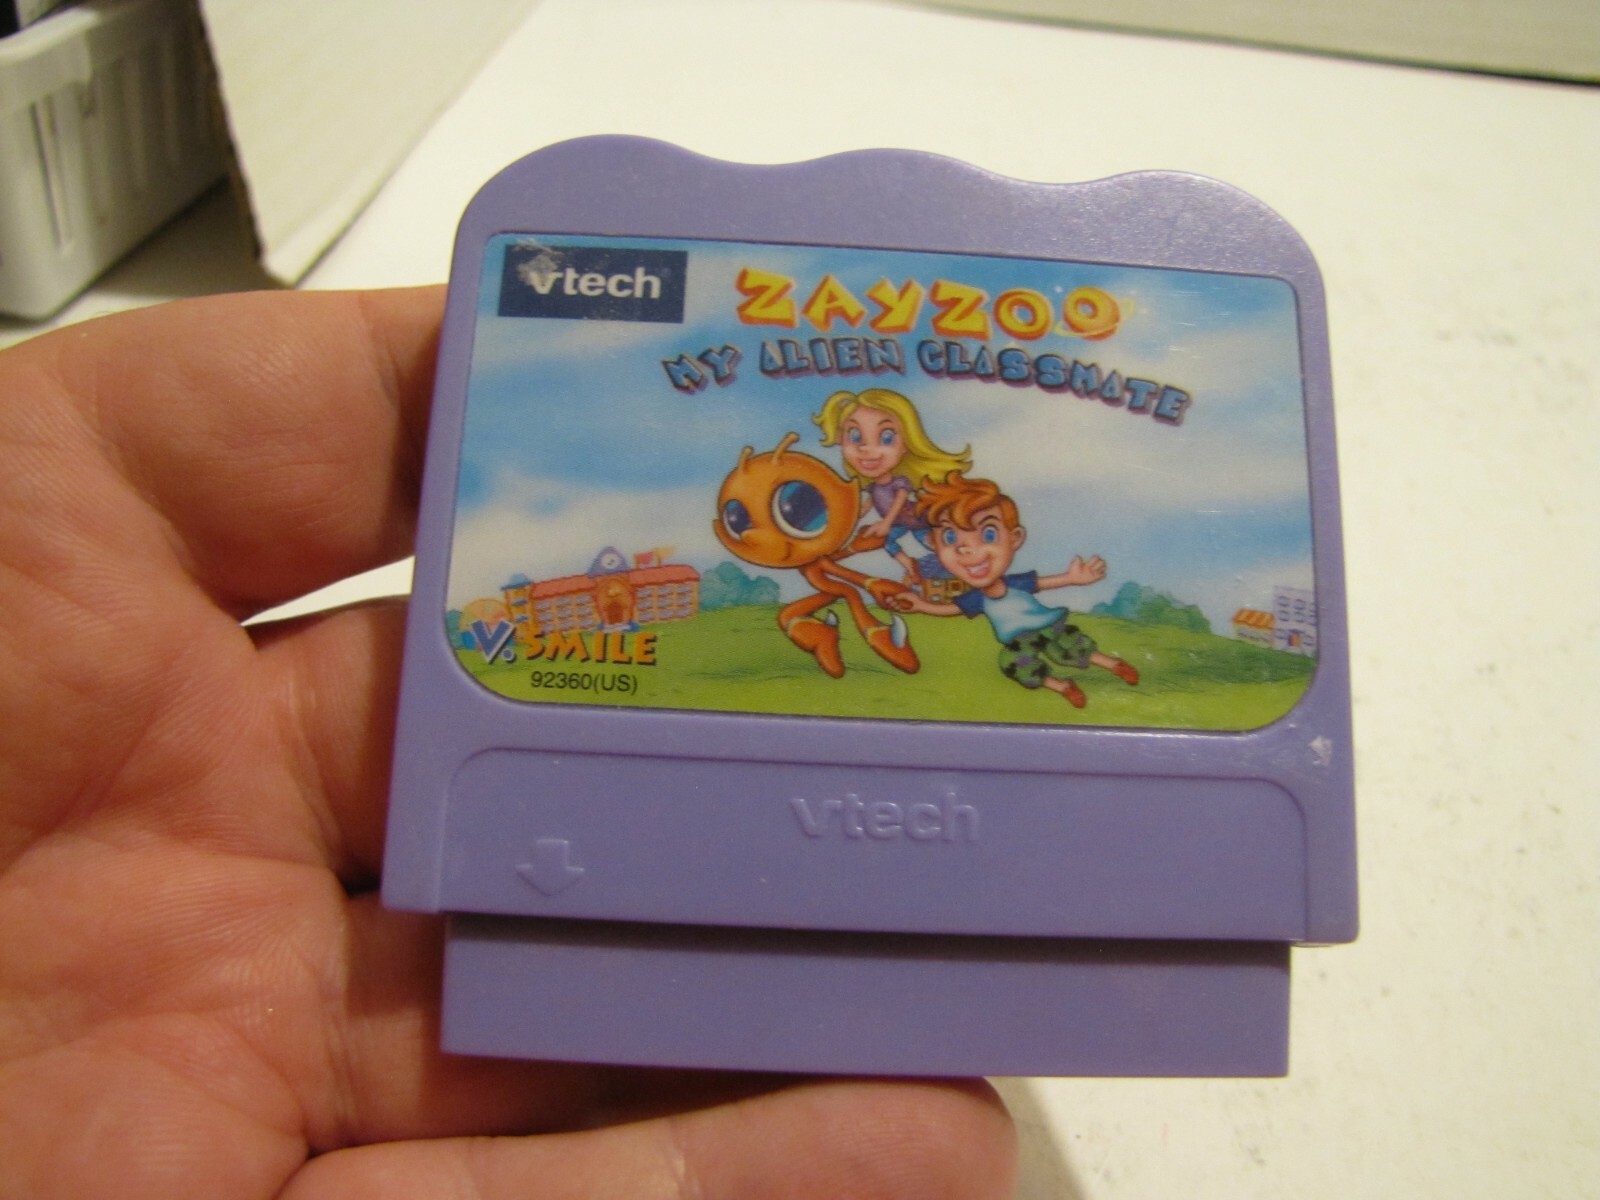 vtech
ZAYZOO
MY ALIEN CLASSMATE
V.SMILE
92360(US)
vtech